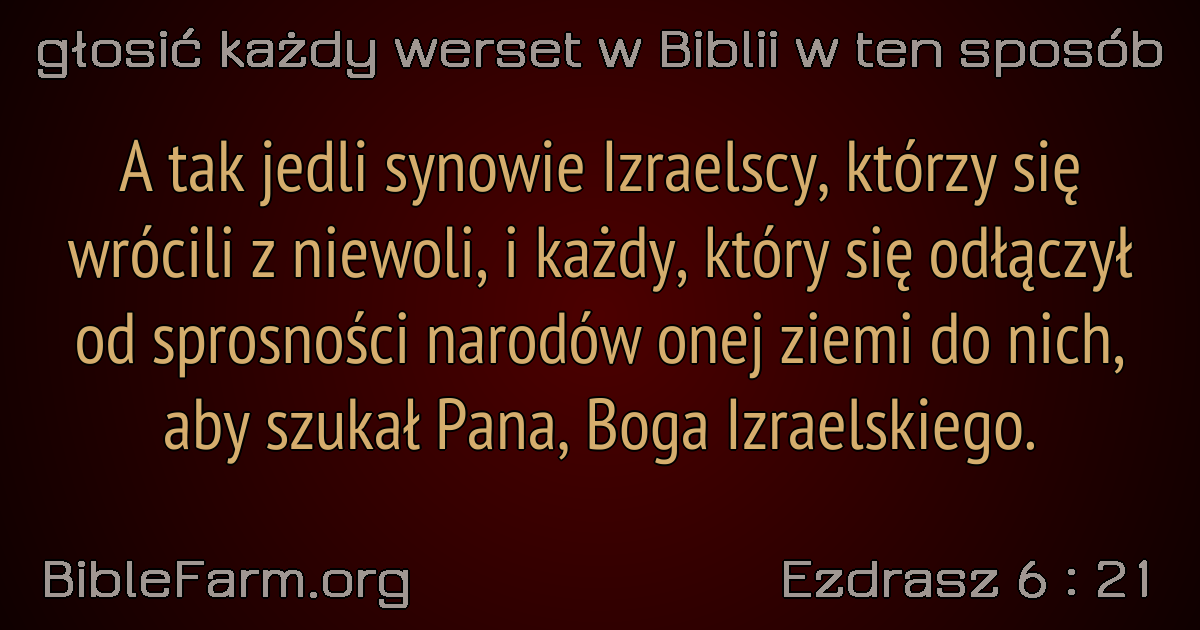 głosić każdy werset w Biblii w ten sposób
A tak jedli synowie Izraelscy, którzy się
wrócili z niewoli, i każdy, który się odłączył
od sprosności narodów onej ziemi do nich,
aby szukał Pana, Boga Izraelskiego.
BibleFarm.org
Ezdrasz 6 : 21